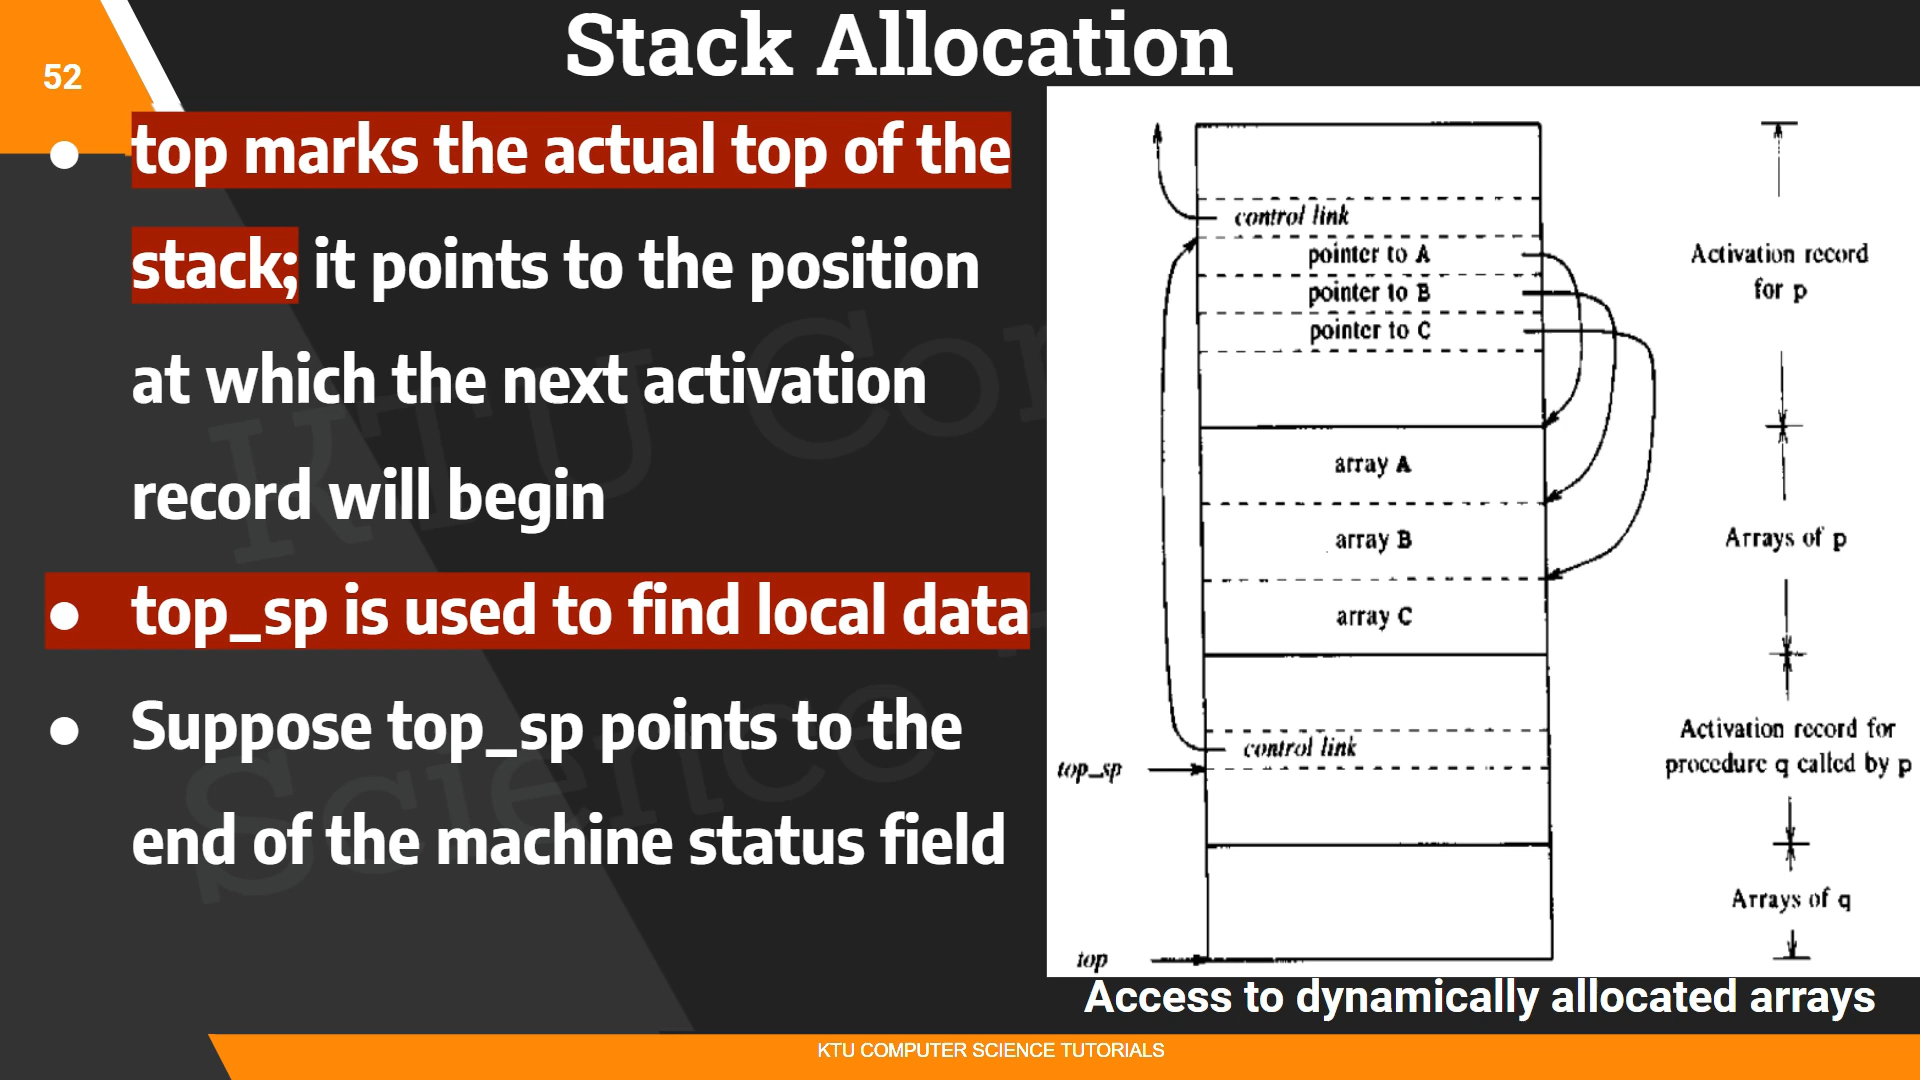 52
Stack Allocation
● top marks the actual top of the
stack; it points to the position
at which the next activation
record will begin
● top_sp is used to find local data
● Suppose top_sp points to the
end of the machine status field
control link
pointer to A
pointer to B
pointer to C
Activation record
for p
array A
array B
array C
Arrays of p
control link
top_sp
Activation record for
procedure q called by p
Arrays of q
top
Access to dynamically allocated arrays
KTU COMPUTER SCIENCE TUTORIALS
KTU Co
Science